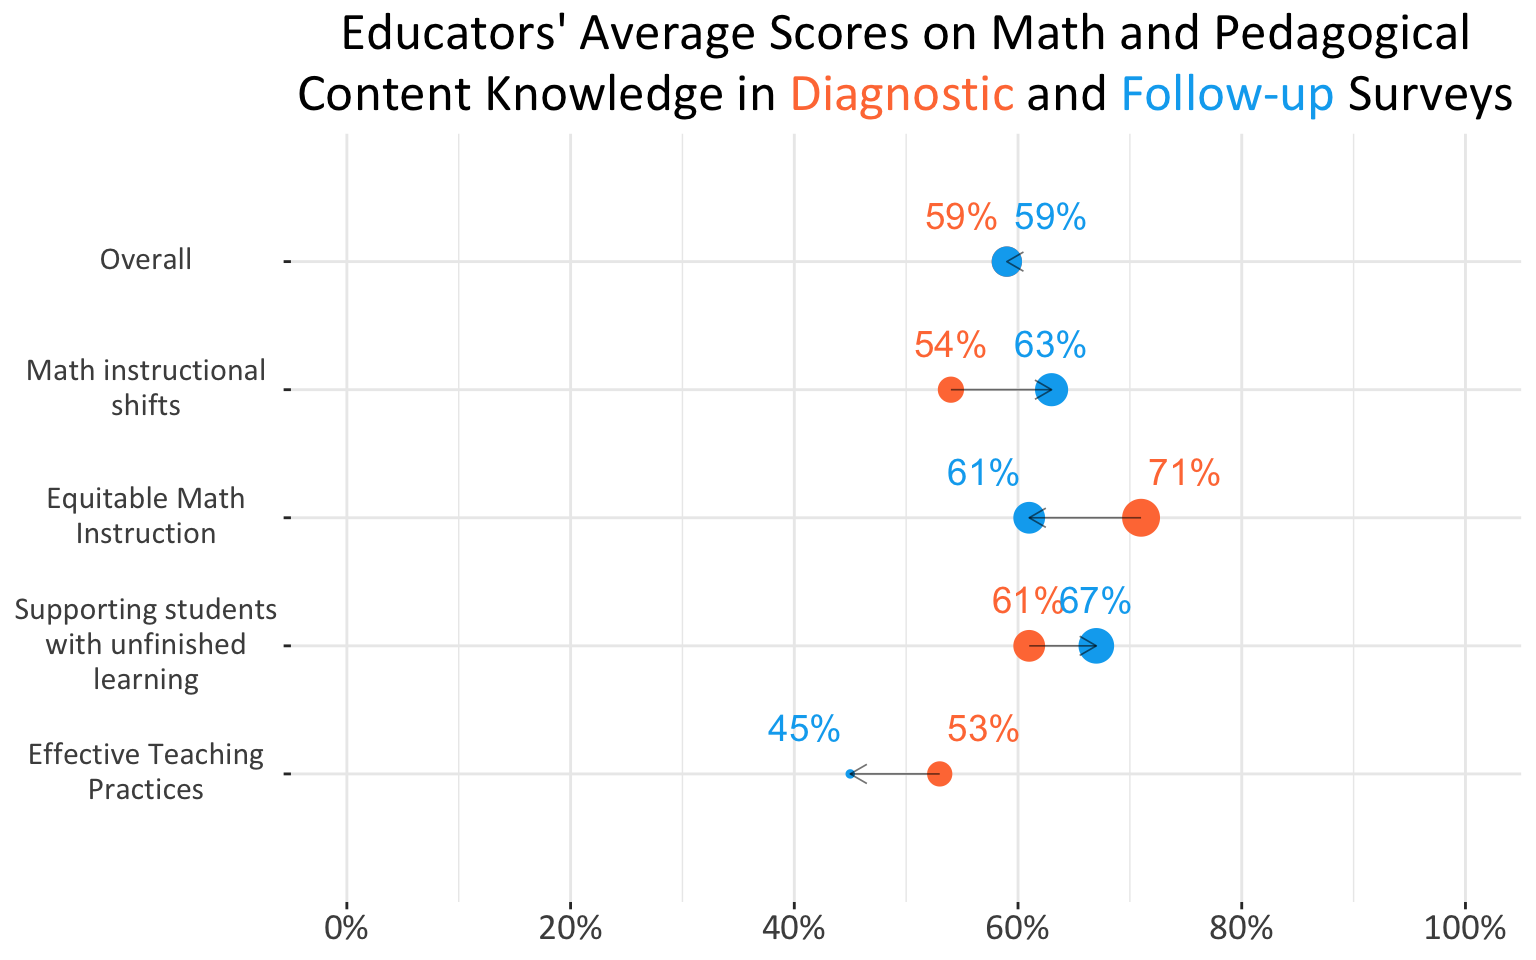 Educators' Average Scores on Math and Pedagogical
Content Knowledge in Diagnostic and Follow-up Surveys
59% 59%
Overall
54% 63%
Math instructional
shifts
61% 71%
Equitable Math
Instruction
61% 67%
Supporting students
with unfinished
learning
45% 53%
Effective Teaching
Practices
0% 20% 40% 60% 80% 100%